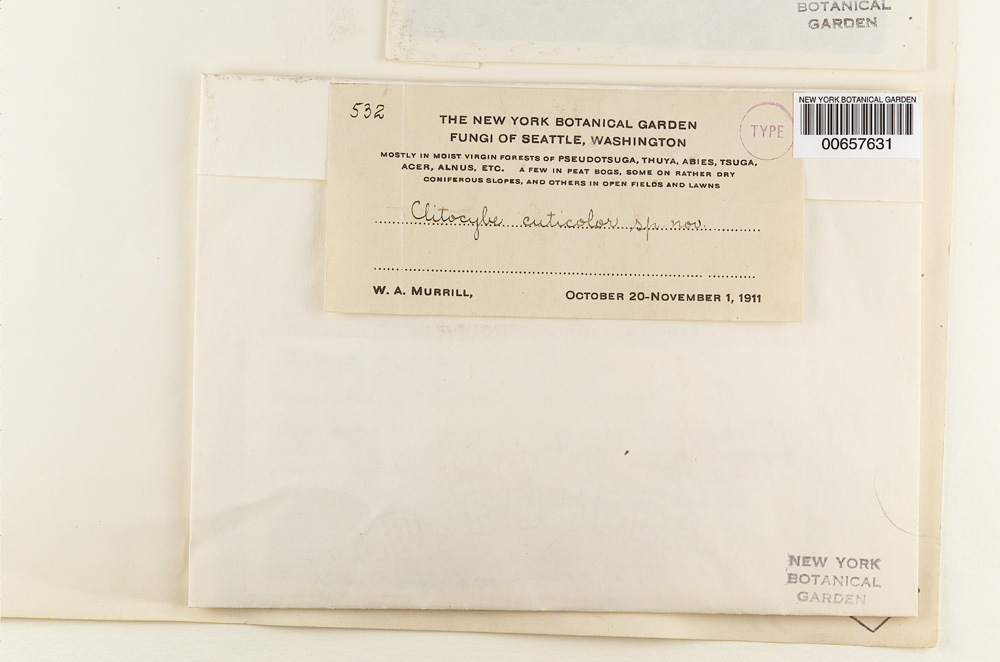 BOTANICAL
GARDEN
532
THE NEW YORK BOTANICAL GARDEN
FUNGI OF SEATTLE, WASHINGTON
MOSTLY IN MOIST VIRGIN FORESTS OF PSEUDOTSUGA, THUYA, ABIES, TSUGA,
ACER, ALNUS, ETC. A FEW IN PEAT BOGS, SOME ON RATHER DRY
CONIFEROUS SLOPES, AND OTHERS IN OPEN FIELDS AND LAWNS
Clitocybe cuticolor sp. nov.
W. A. MURRILL, OCTOBER 20-NOVEMBER 1, 1911
TYPE
NEW YORK BOTANICAL GARDEN
00657631
NEW YORK
BOTANICAL
GARDEN